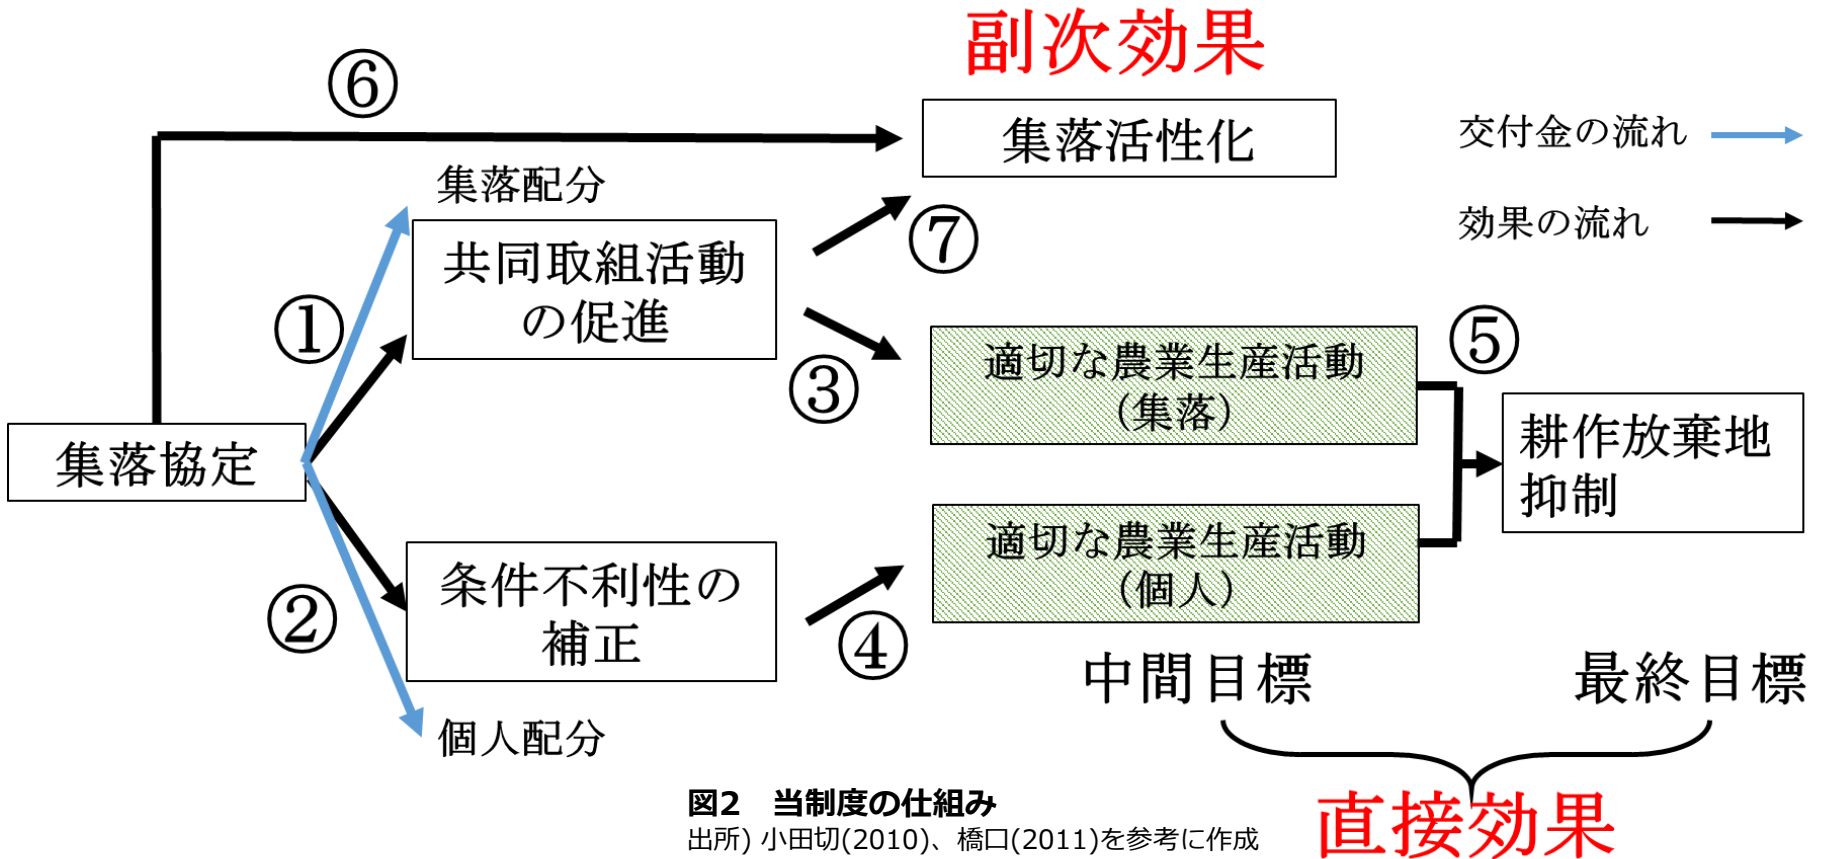 副次効果
⑥
集落活性化
交付金の流れ
集落配分
効果の流れ
⑦
共同取組活動
の促進
①
③
適切な農業生産活動
(集落)
⑤
耕作放棄地
抑制
集落協定
適切な農業生産活動
(個人)
条件不利性の
補正
②
④
個人配分
中間目標
最終目標
直接効果
図2　当制度の仕組み
出所) 小田切(2010)、橋口(2011)を参考に作成